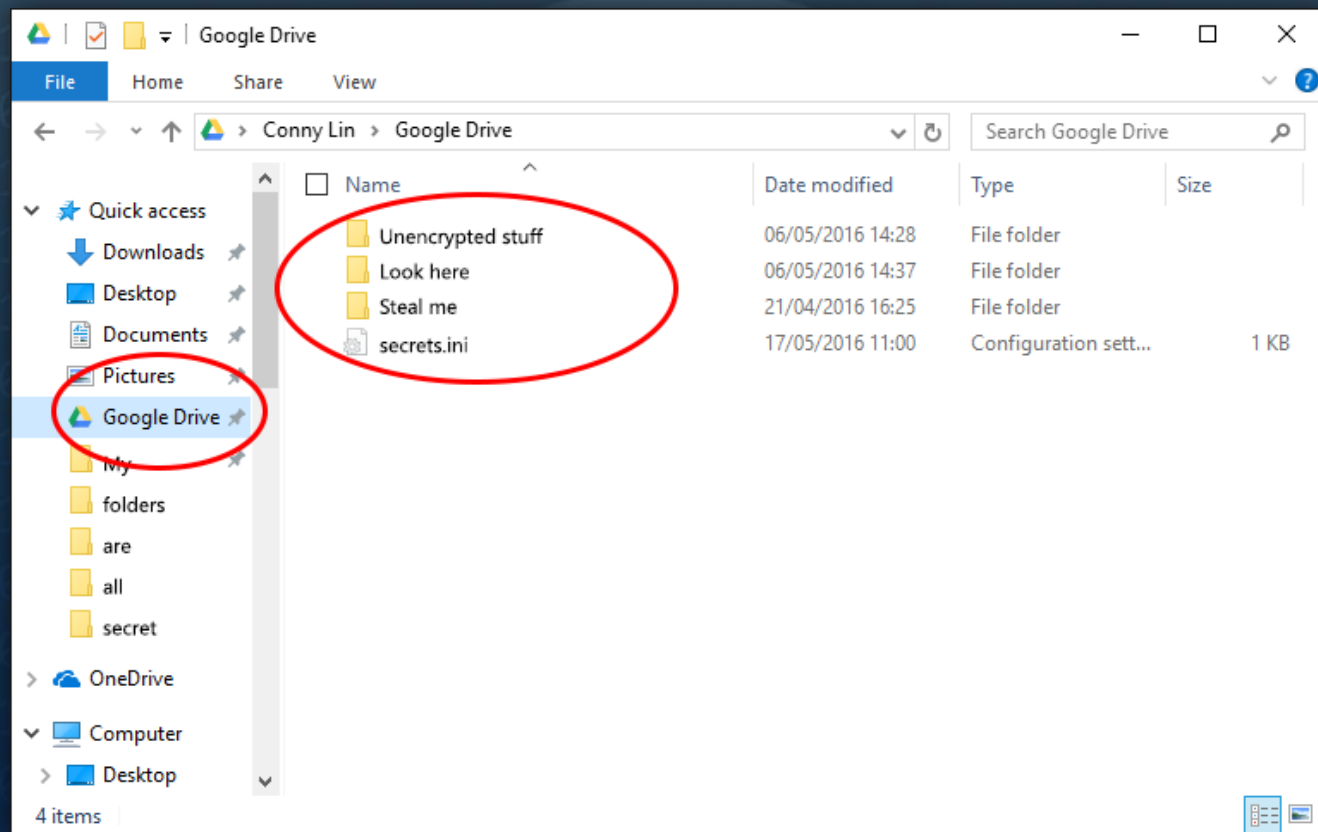 Google Drive
File Home Share View
Conny Lin Google Drive Search Google Drive
Name Date modified Type Size
Quick access
Downloads
Desktop
Documents
Pictures
Google Drive
My
folders
are
all
secret
OneDrive
Computer
Desktop
Unencrypted stuff 06/05/2016 14:28 File folder
Look here 06/05/2016 14:37 File folder
Steal me 21/04/2016 16:25 File folder
secrets.ini 17/05/2016 11:00 Configuration sett... 1 KB
4 items